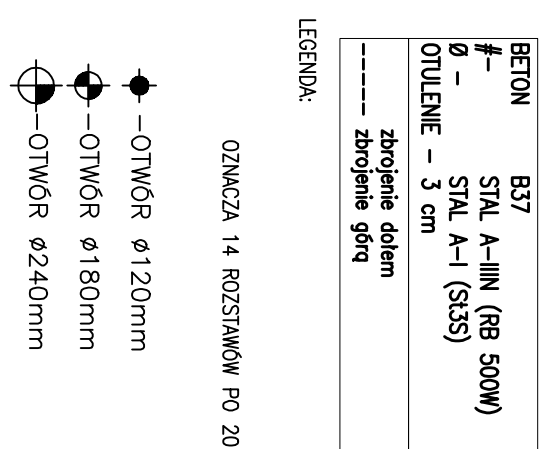 BETON B37
#- STAL A-IIIN (RB 500W)
Ø - STAL A-I (St3S)
OTULENIE - 3 cm
zbrojenie dołem
----- zbrojenie górą
LEGENDA:
OZNACZA 14 ROZSTAWÓW PO 20
-OTWÓR ø120mm
-OTWÓR ø180mm
-OTWÓR ø240mm